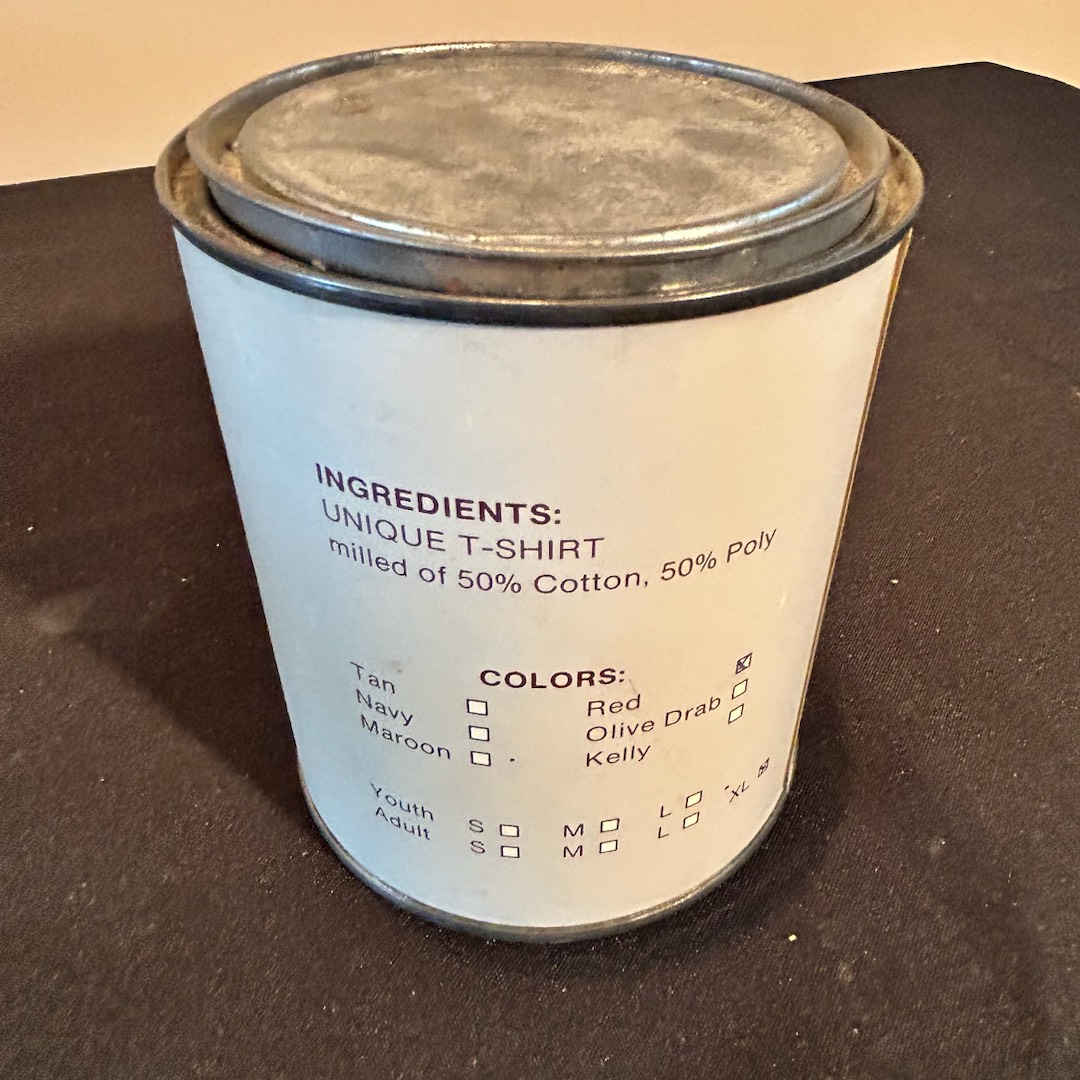 INGREDIENTS:
UNIQUE T-SHIRT
milled of 50% Cotton, 50% Poly
COLORS:
Tan ☐ Red ☒
Navy ☐ Olive Drab ☐
Maroon ☐ Kelly ☐
Youth S ☐ M ☐ L ☐
Adult S ☐ M ☐ L ☐ XL ☒